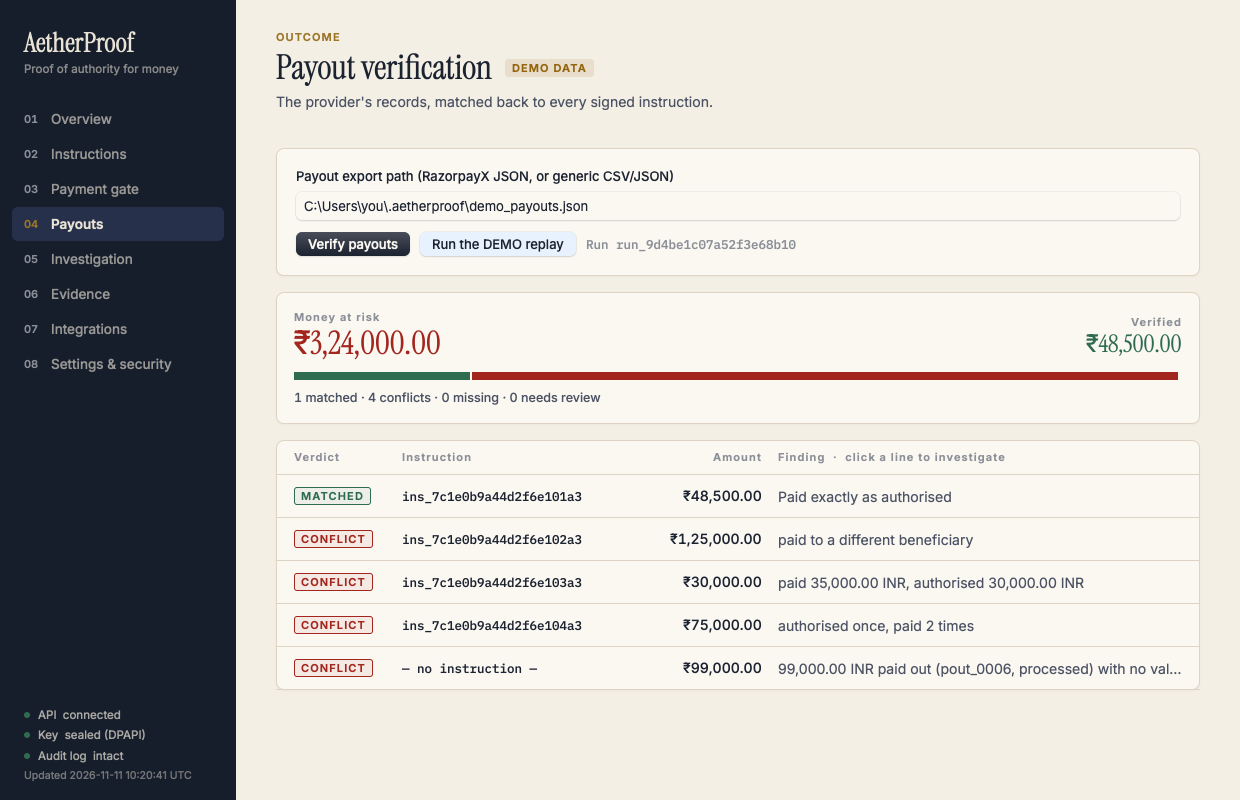 AetherProof
Proof of authority for money
01 Overview
02 Instructions
03 Payment gate
04 Payouts
05 Investigation
06 Evidence
07 Integrations
08 Settings & security
API connected
Key sealed (DPAPI)
Audit log intact
Updated 2026-11-11 10:20:41 UTC
OUTCOME
Payout verification DEMO DATA
The provider's records, matched back to every signed instruction.
Payout export path (RazorpayX JSON, or generic CSV/JSON)
C:\Users\you\.aetherproof\demo_payouts.json
Verify payouts Run the DEMO replay Run run_9d4be1c07a52f3e68b10
Money at risk Verified
₹3,24,000.00 ₹48,500.00
1 matched · 4 conflicts · 0 missing · 0 needs review
Verdict Instruction Amount Finding · click a line to investigate
MATCHED ins_7c1e0b9a44d2f6e101a3 ₹48,500.00 Paid exactly as authorised
CONFLICT ins_7c1e0b9a44d2f6e102a3 ₹1,25,000.00 paid to a different beneficiary
CONFLICT ins_7c1e0b9a44d2f6e103a3 ₹30,000.00 paid 35,000.00 INR, authorised 30,000.00 INR
CONFLICT ins_7c1e0b9a44d2f6e104a3 ₹75,000.00 authorised once, paid 2 times
CONFLICT — no instruction — ₹99,000.00 99,000.00 INR paid out (pout_0006, processed) with no val...